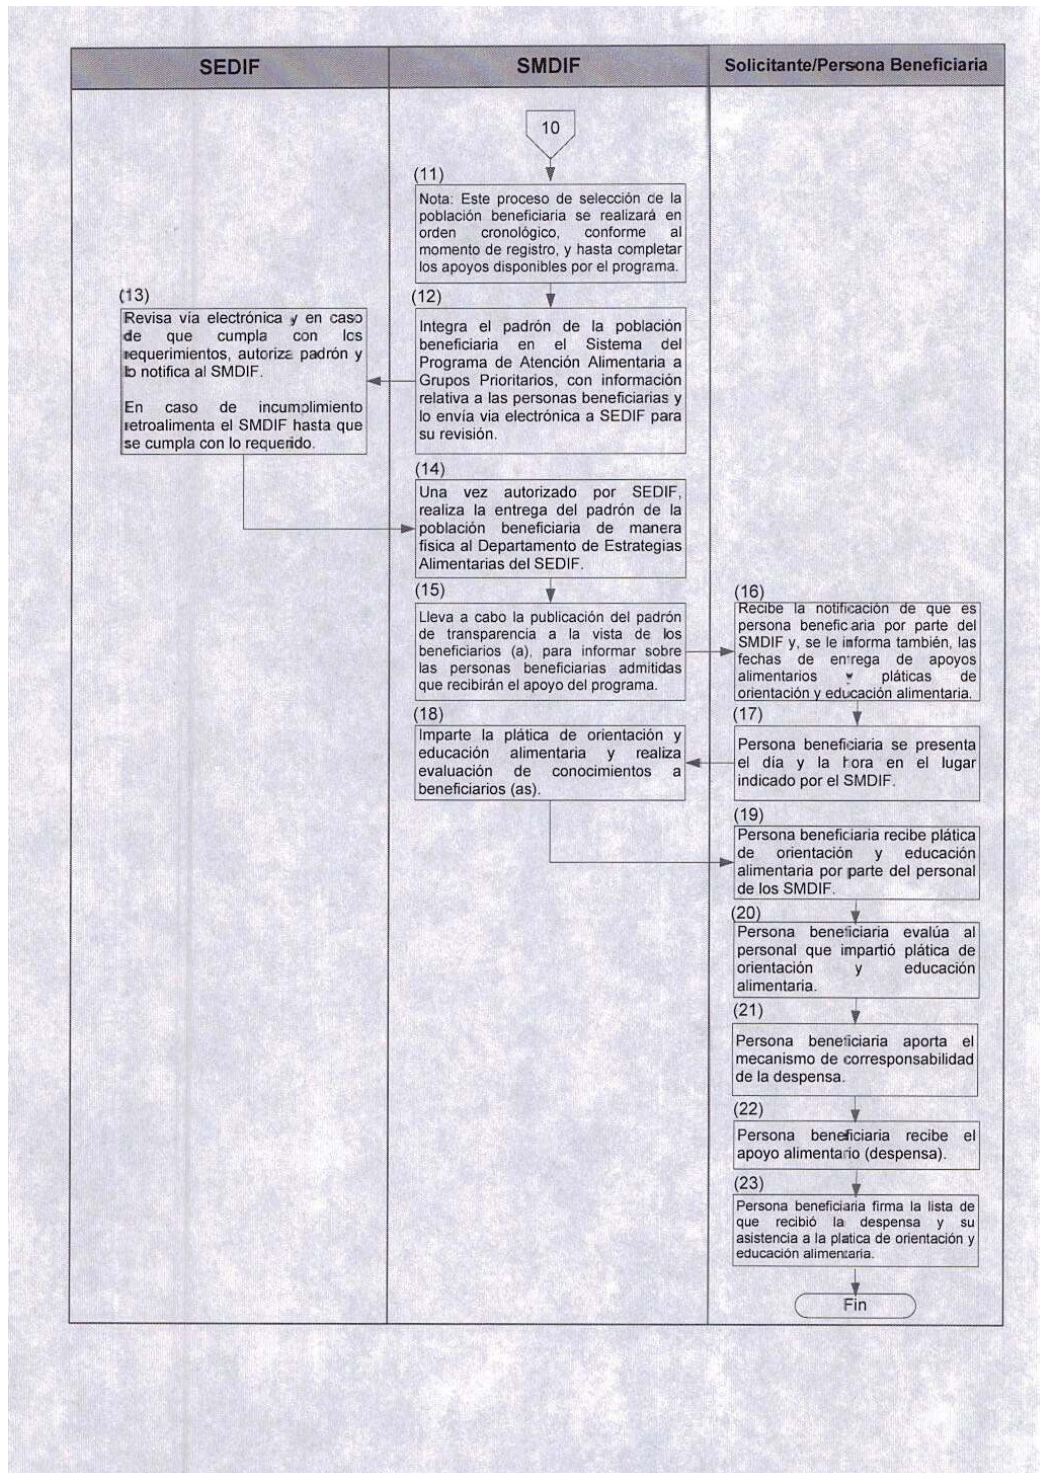 SEDIF
SMDIF
Solicitante/Persona Beneficiaria
10
(11)
Nota: Este proceso de selección de la
población beneficiaria se realizará en
orden cronológico, conforme al
momento de registro, y hasta completar
los apoyos disponibles por el programa.
(12)
Integra el padrón de la población
beneficiaria en el Sistema del
Programa de Atención Alimentaria a
Grupos Prioritarios, con información
relativa a las personas beneficiarias y
lo envía via electrónica a SEDIF para
su revisión.
(13)
Revisa vía electrónica y en caso
de que cumpla con los
requerimientos, autoriza padrón y
lo notifica al SMDIF.
En caso de incumplimiento
retroalimenta el SMDIF hasta que
se cumpla con lo requerido.
(14)
Una vez autorizado por SEDIF,
realiza la entrega del padrón de la
población beneficiaria de manera
física al Departamento de Estrategias
Alimentarias del SEDIF.
(15)
Lleva a cabo la publicación del padrón
de transparencia a la vista de los
beneficiarios (a), para informar sobre
las personas beneficiarias admitidas
que recibirán el apoyo del programa.
(16)
Recibe la notificación de que es
persona beneficiaria por parte del
SMDIF y, se le informa también, las
fechas de entrega de apoyos
alimentarios y pláticas de
orientación y educación alimentaria.
(17)
Persona beneficiaria se presenta
el día y la hora en el lugar
indicado por el SMDIF.
(18)
Imparte la plática de orientación y
educación alimentaria y realiza
evaluación de conocimientos a
beneficiarios (as).
(19)
Persona beneficiaria recibe plática
de orientación y educación
alimentaria por parte del personal
de los SMDIF.
(20)
Persona beneficiaria evalúa al
personal que impartió plática de
orientación y educación
alimentaria.
(21)
Persona beneficiaria aporta el
mecanismo de corresponsabilidad
de la despensa.
(22)
Persona beneficiaria recibe el
apoyo alimentario (despensa).
(23)
Persona beneficiaria firma la lista de
que recibió la despensa y su
asistencia a la platica de orientación y
educación alimentaria.
Fin